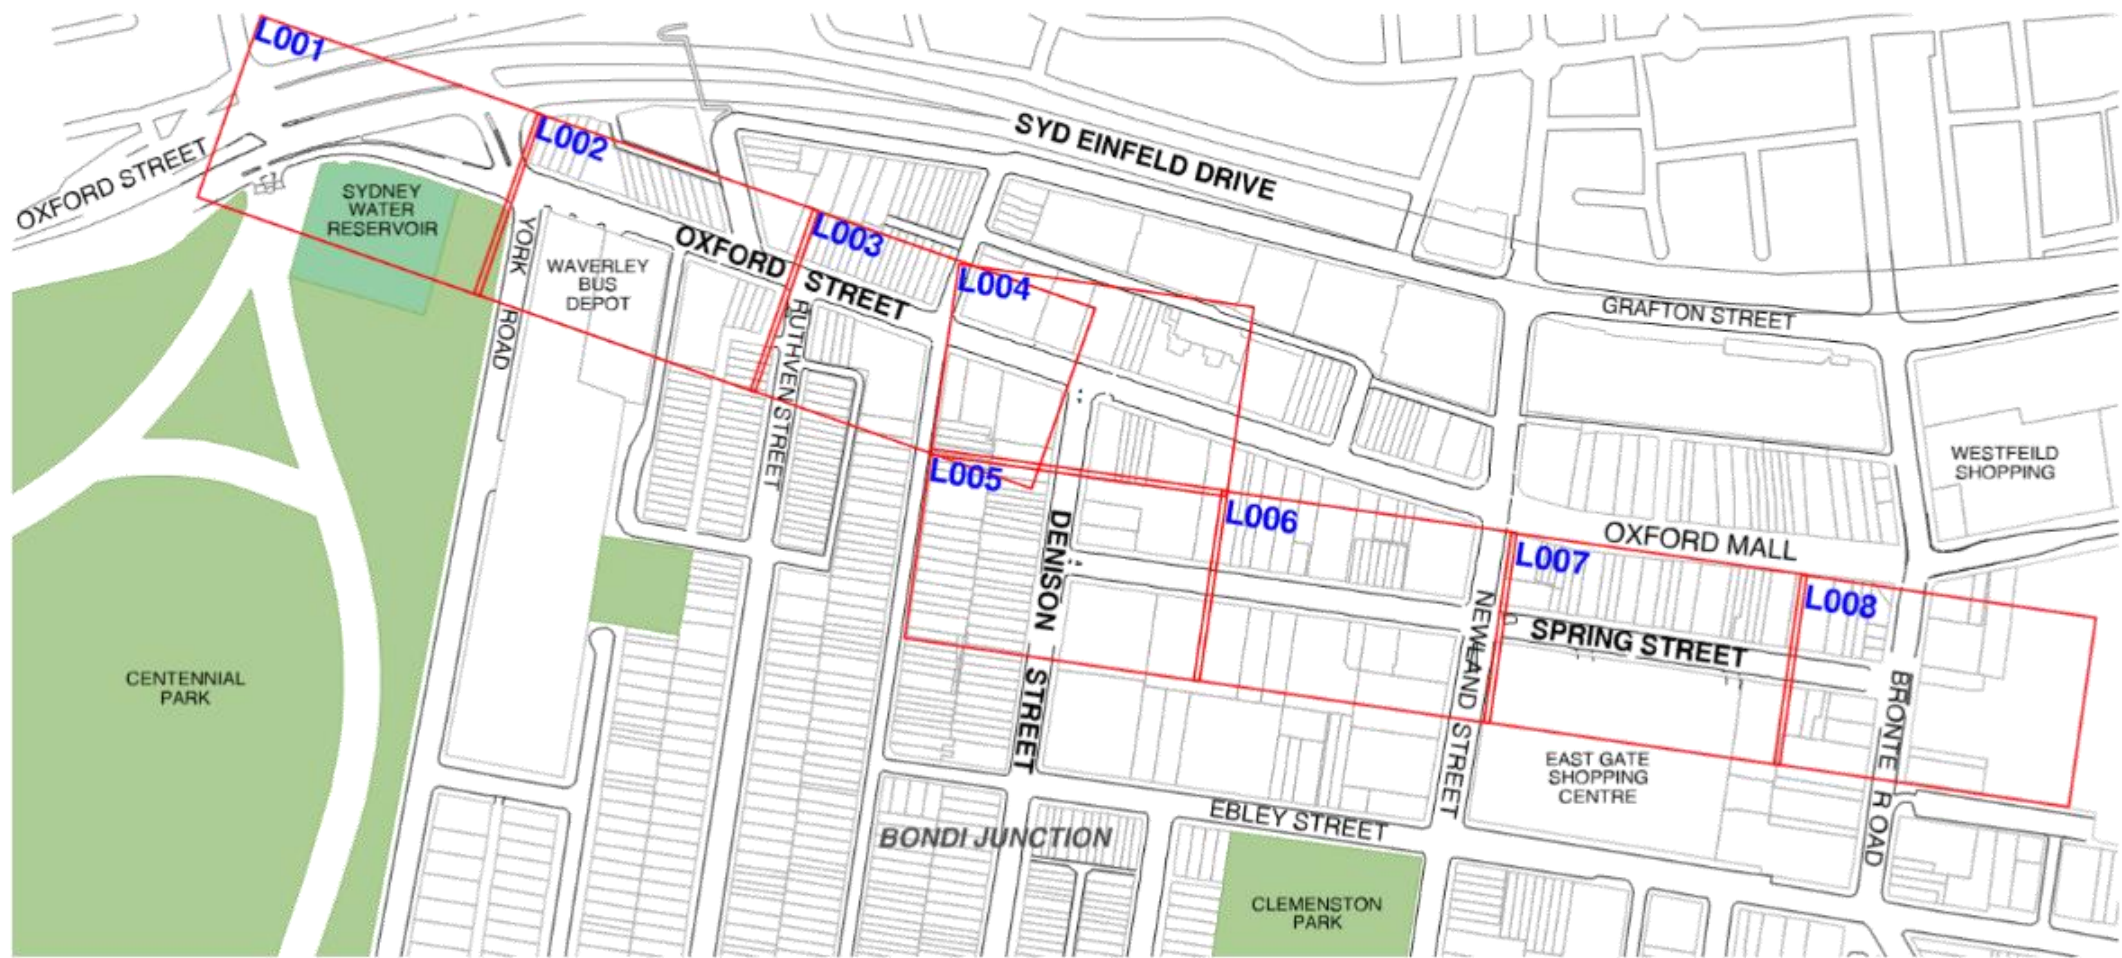 L001
L002
SYD EINFELD DRIVE
OXFORD STREET
SYDNEY
WATER
RESERVOIR
YORK ROAD
WAVERLEY
BUS
DEPOT
OXFORD STREET
L003
L004
GRAFTON STREET
RUTHVEN STREET
L005
WESTFEILD
SHOPPING
L006
OXFORD MALL
L007
L008
DENISON STREET
NEWLAND STREET
SPRING STREET
CENTENNIAL
PARK
BRONTE ROAD
EAST GATE
SHOPPING
CENTRE
EBLEY STREET
BONDI JUNCTION
CLEMENSTON
PARK